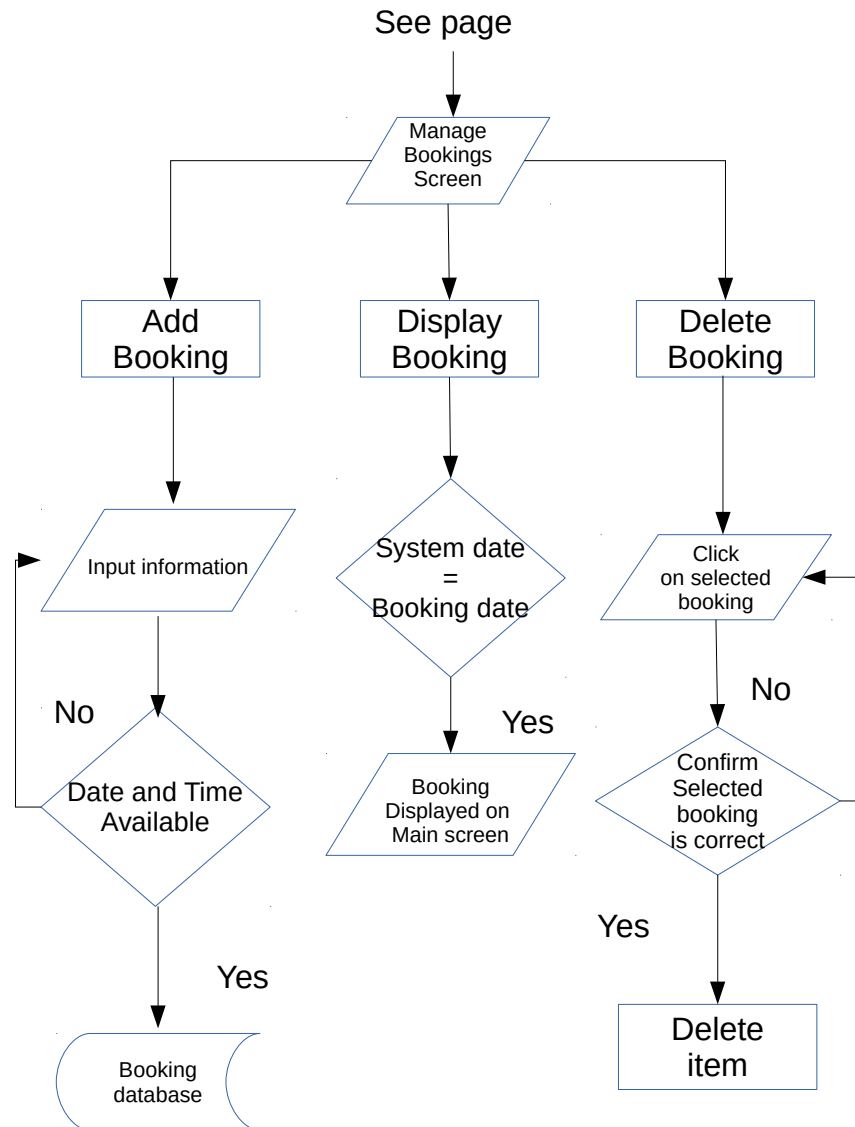 See page
Manage
Bookings
Screen
Add
Booking
Display
Booking
Delete
Booking
Input information
System date
=
Booking date
Click
on selected
booking
No
No
Yes
Date and Time
Available
Booking
Displayed on
Main screen
Confirm
Selected
booking
is correct
Yes
Yes
Booking
database
Delete
item